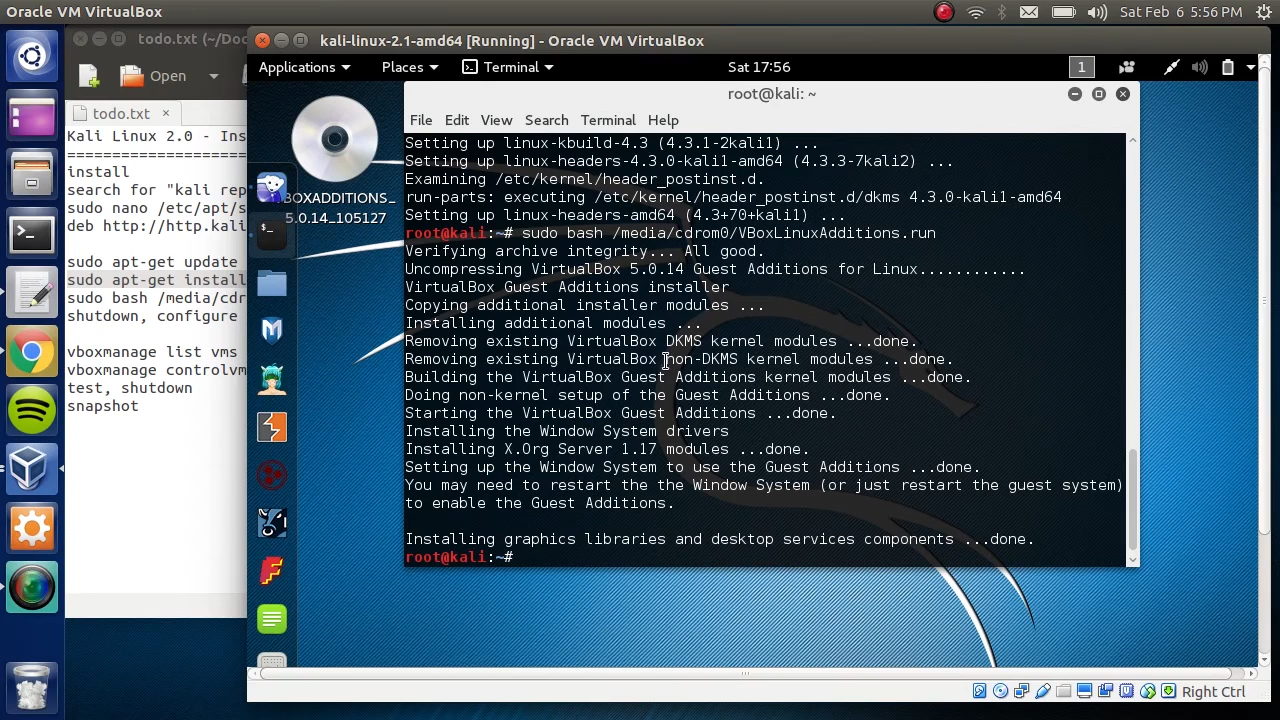 Oracle VM VirtualBox
Sat Feb 6 5:56 PM
todo.txt (~/Doc
Open
todo.txt ×
Kali Linux 2.0 - Ins
====================
install
search for "kali rep
sudo nano /etc/apt/s
deb http://http.kali
sudo apt-get update
sudo apt-get install
sudo bash /media/cdr
shutdown, configure
vboxmanage list vms
vboxmanage controlvm
test, shutdown
snapshot
kali-linux-2.1-amd64 [Running] - Oracle VM VirtualBox
Applications
Places
Terminal
Sat 17:56
1
BOXADDITIONS_
5.0.14_105127
root@kali: ~
File Edit View Search Terminal Help
Setting up linux-kbuild-4.3 (4.3.1-2kali1) ...
Setting up linux-headers-4.3.0-kali1-amd64 (4.3.3-7kali2) ...
Examining /etc/kernel/header_postinst.d.
run-parts: executing /etc/kernel/header_postinst.d/dkms 4.3.0-kali1-amd64
Setting up linux-headers-amd64 (4.3+70+kali1) ...
root@kali:~# sudo bash /media/cdrom0/VBoxLinuxAdditions.run
Verifying archive integrity... All good.
Uncompressing VirtualBox 5.0.14 Guest Additions for Linux............
VirtualBox Guest Additions installer
Copying additional installer modules ...
Installing additional modules ...
Removing existing VirtualBox DKMS kernel modules ...done.
Removing existing VirtualBox non-DKMS kernel modules ...done.
Building the VirtualBox Guest Additions kernel modules ...done.
Doing non-kernel setup of the Guest Additions ...done.
Starting the VirtualBox Guest Additions ...done.
Installing the Window System drivers
Installing X.Org Server 1.17 modules ...done.
Setting up the Window System to use the Guest Additions ...done.
You may need to restart the the Window System (or just restart the guest system)
to enable the Guest Additions.
Installing graphics libraries and desktop services components ...done.
root@kali:~#
Right Ctrl